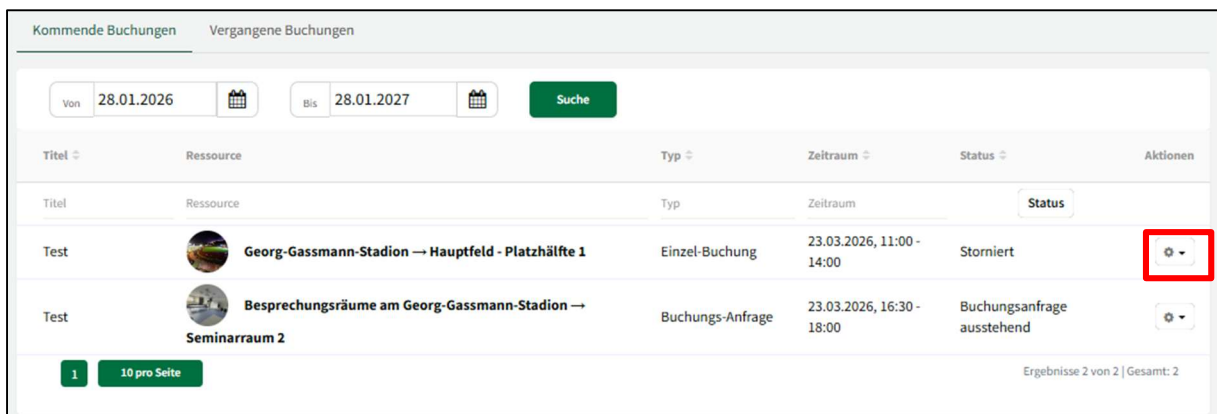 Kommende Buchungen Vergangene Buchungen
Von 28.01.2026 Bis 28.01.2027 Suche
Titel Ressource Typ Zeitraum Status Aktionen
Titel Ressource Typ Zeitraum Status
Test Georg-Gassmann-Stadion → Hauptfeld - Platzhälfte 1 Einzel-Buchung 23.03.2026, 11:00 - Storniert
14:00
Test Besprechungsräume am Georg-Gassmann-Stadion → Buchungs-Anfrage 23.03.2026, 16:30 - Buchungsanfrage
Seminarraum 2 18:00 ausstehend
1 10 pro Seite Ergebnisse 2 von 2 | Gesamt: 2